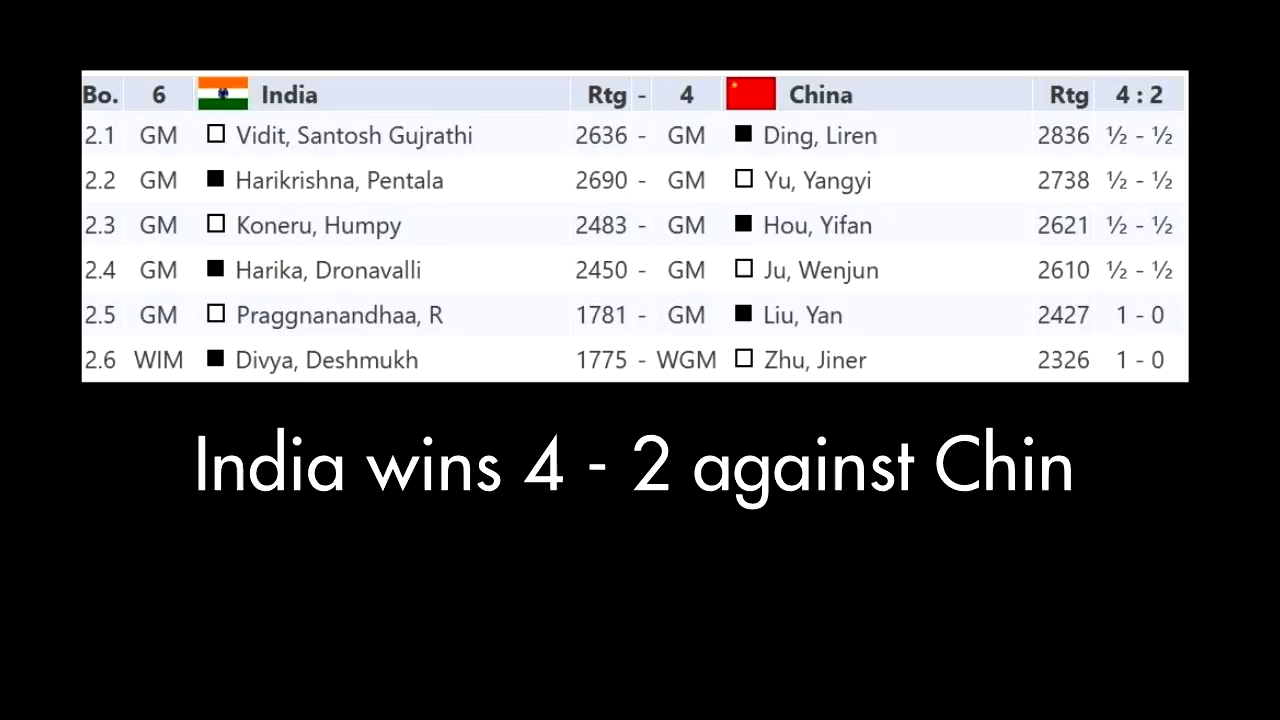 Bo. 6 India Rtg - 4 China Rtg 4 : 2
2.1 GM Vidit, Santosh Gujrathi 2636 - GM Ding, Liren 2836 ½ - ½
2.2 GM Harikrishna, Pentala 2690 - GM Yu, Yangyi 2738 ½ - ½
2.3 GM Koneru, Humpy 2483 - GM Hou, Yifan 2621 ½ - ½
2.4 GM Harika, Dronavalli 2450 - GM Ju, Wenjun 2610 ½ - ½
2.5 GM Praggnanandhaa, R 1781 - GM Liu, Yan 2427 1 - 0
2.6 WIM Divya, Deshmukh 1775 - WGM Zhu, Jiner 2326 1 - 0
India wins 4 - 2 against Chin